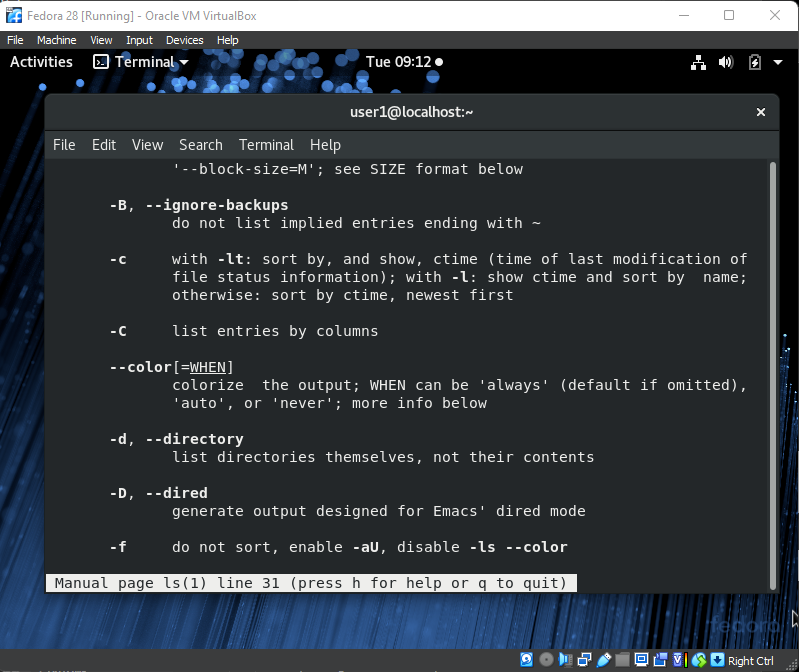 Fedora 28 [Running] - Oracle VM VirtualBox
File Machine View Input Devices Help
Activities Terminal Tue 09:12
user1@localhost:~
File Edit View Search Terminal Help
'--block-size=M'; see SIZE format below
-B, --ignore-backups
do not list implied entries ending with ~
-c with -lt: sort by, and show, ctime (time of last modification of
file status information); with -l: show ctime and sort by name;
otherwise: sort by ctime, newest first
-C list entries by columns
--color[=WHEN]
colorize the output; WHEN can be 'always' (default if omitted),
'auto', or 'never'; more info below
-d, --directory
list directories themselves, not their contents
-D, --dired
generate output designed for Emacs' dired mode
-f do not sort, enable -aU, disable -ls --color
Manual page ls(1) line 31 (press h for help or q to quit)
fedora
Right Ctrl